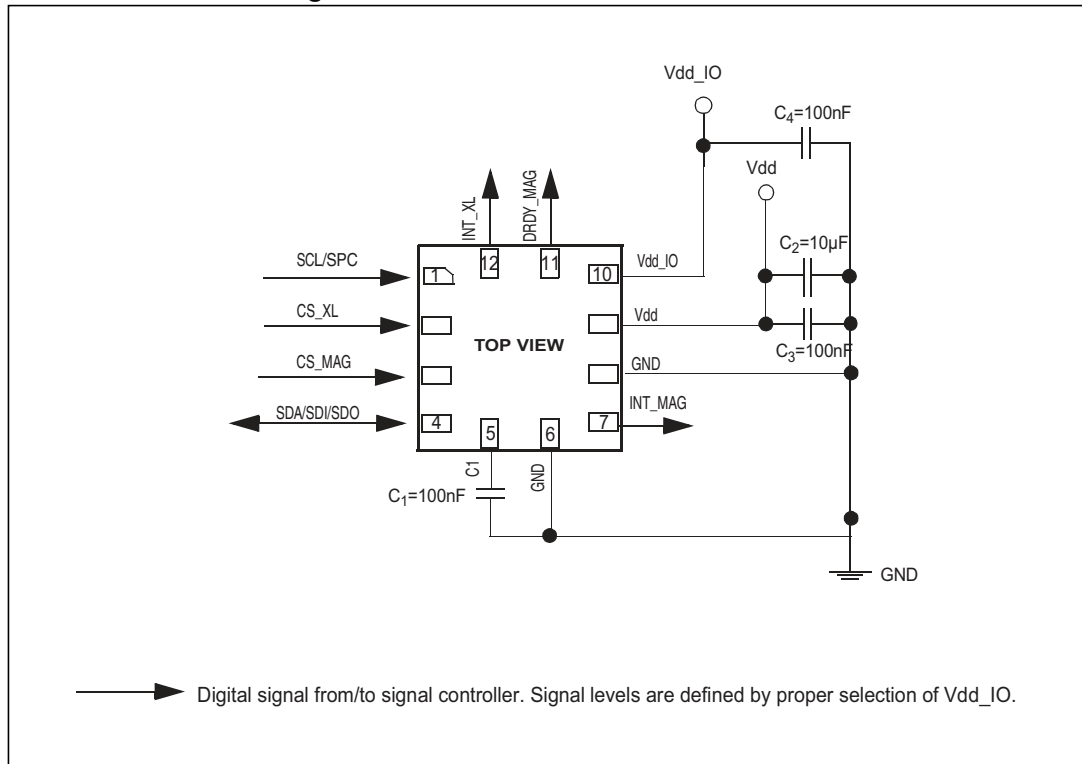 Vdd_IO
C4=100nF
Vdd
INT_XL
DRDY_MAG
C2=10µF
SCL/SPC
1
12
11
10
Vdd_IO
CS_XL
Vdd
TOP VIEW
C3=100nF
CS_MAG
GND
INT_MAG
SDA/SDI/SDO
4
5
6
7
C1
GND
C1=100nF
GND
Digital signal from/to signal controller. Signal levels are defined by proper selection of Vdd_IO.